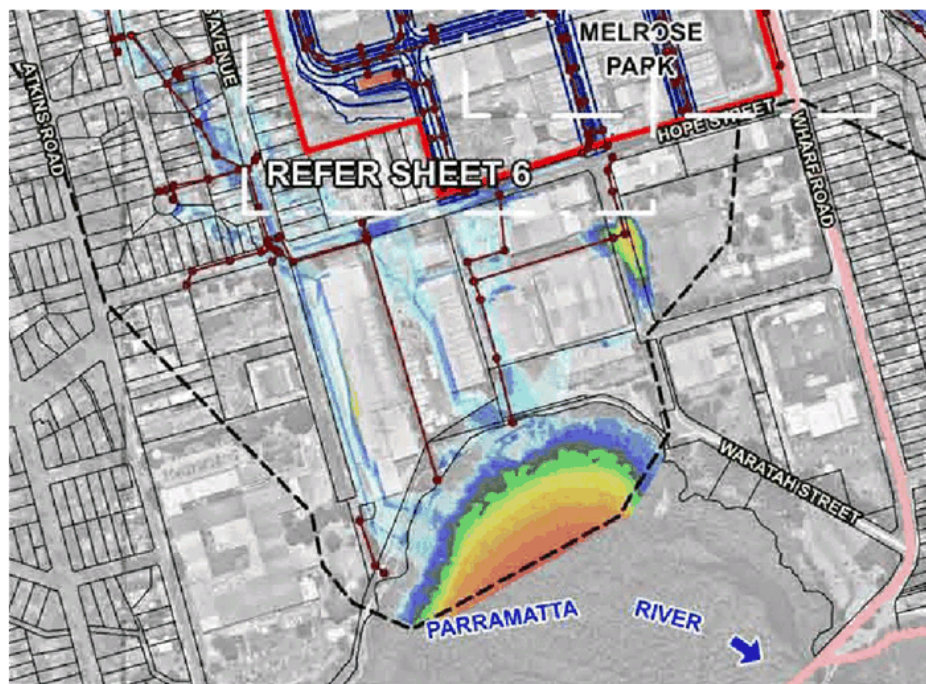 MELROSE
PARK
AVENUE
ATKINS ROAD
HOPE STREET
WHARF ROAD
REFER SHEET 6
WARATAH STREET
PARRAMATTA
RIVER